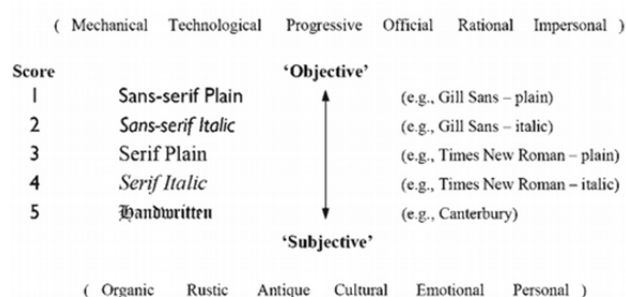 ( Mechanical Technological Progressive Official Rational Impersonal )
Score ‘Objective’
1 Sans-serif Plain (e.g., Gill Sans – plain)
2 Sans-serif Italic (e.g., Gill Sans – italic)
3 Serif Plain (e.g., Times New Roman – plain)
4 Serif Italic (e.g., Times New Roman – italic)
5 Handwritten (e.g., Canterbury)
‘Subjective’
( Organic Rustic Antique Cultural Emotional Personal )